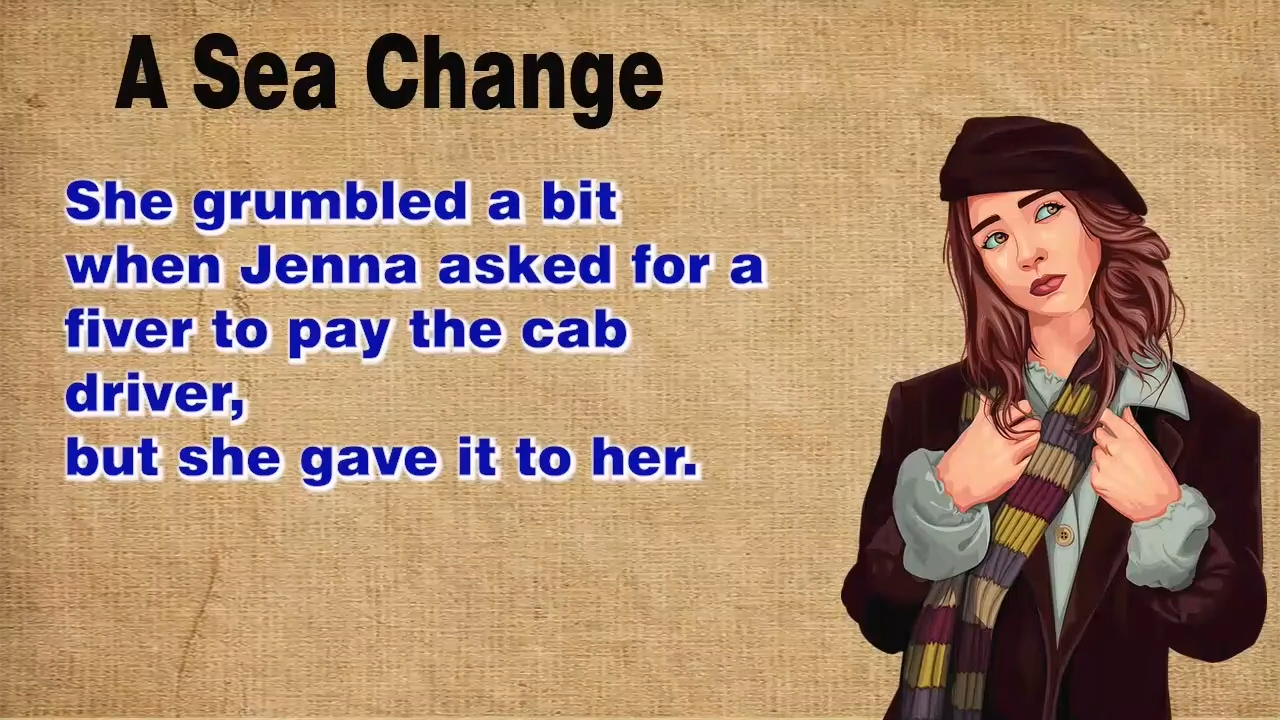 A Sea Change
She grumbled a bit
when Jenna asked for a
fiver to pay the cab
driver,
but she gave it to her.